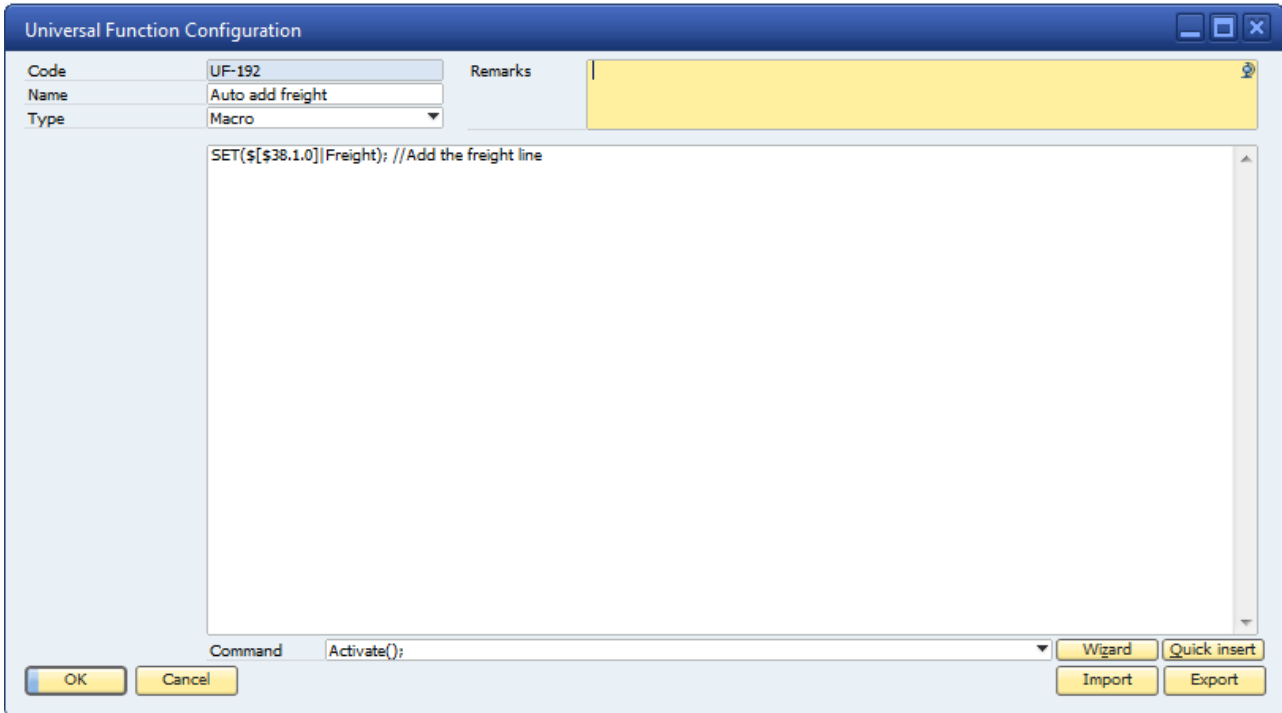 Universal Function Configuration
Code UF-192 Remarks
Name Auto add freight
Type Macro
SET($[$38.1.0]|Freight); //Add the freight line
Command Activate(); Wizard Quick insert
OK Cancel Import Export